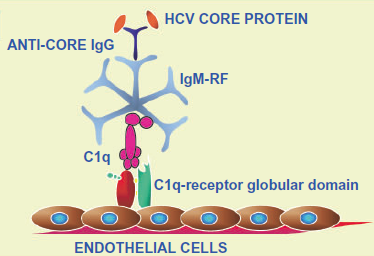 HCV CORE PROTEIN
ANTI-CORE IgG
IgM-RF
C1q
C1q-receptor globular domain
ENDOTHELIAL CELLS